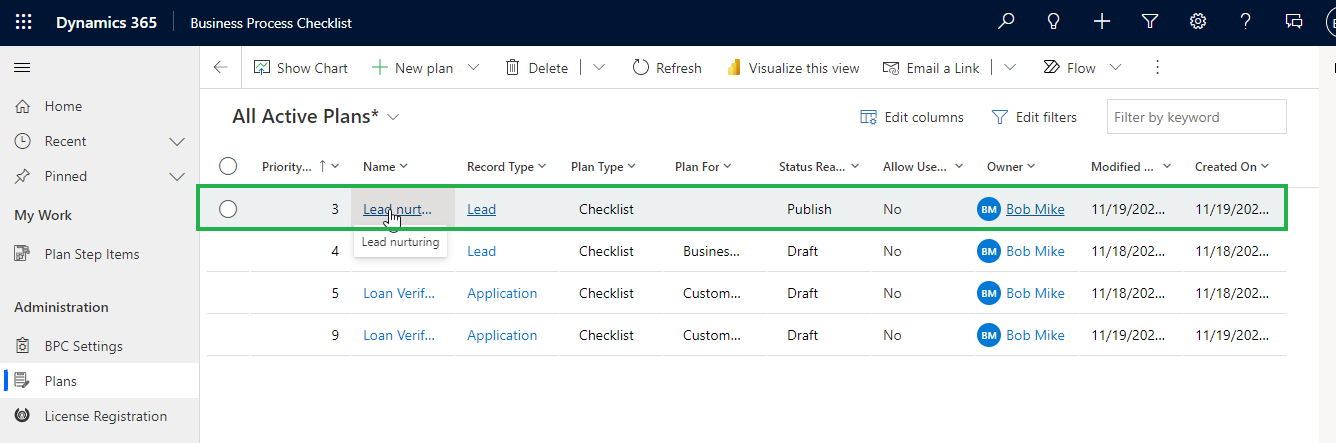 Dynamics 365 Business Process Checklist
Show Chart New plan Delete Refresh Visualize this view Email a Link Flow
Home
Recent
Pinned
My Work
Plan Step Items
Administration
BPC Settings
Plans
License Registration
All Active Plans*
Edit columns Edit filters Filter by keyword
Priority... Name Record Type Plan Type Plan For Status Rea... Allow Use... Owner Modified ... Created On
3 Lead nurt... Lead Checklist Publish No BM Bob Mike 11/19/202... 11/19/202...
Lead nurturing
4 Lead Checklist Busines... Draft No BM Bob Mike 11/18/202... 11/18/202...
5 Loan Verif... Application Checklist Custom... Draft No BM Bob Mike 11/18/202... 11/18/202...
9 Loan Verif... Application Checklist Custom... Draft No BM Bob Mike 11/19/202... 11/19/202...